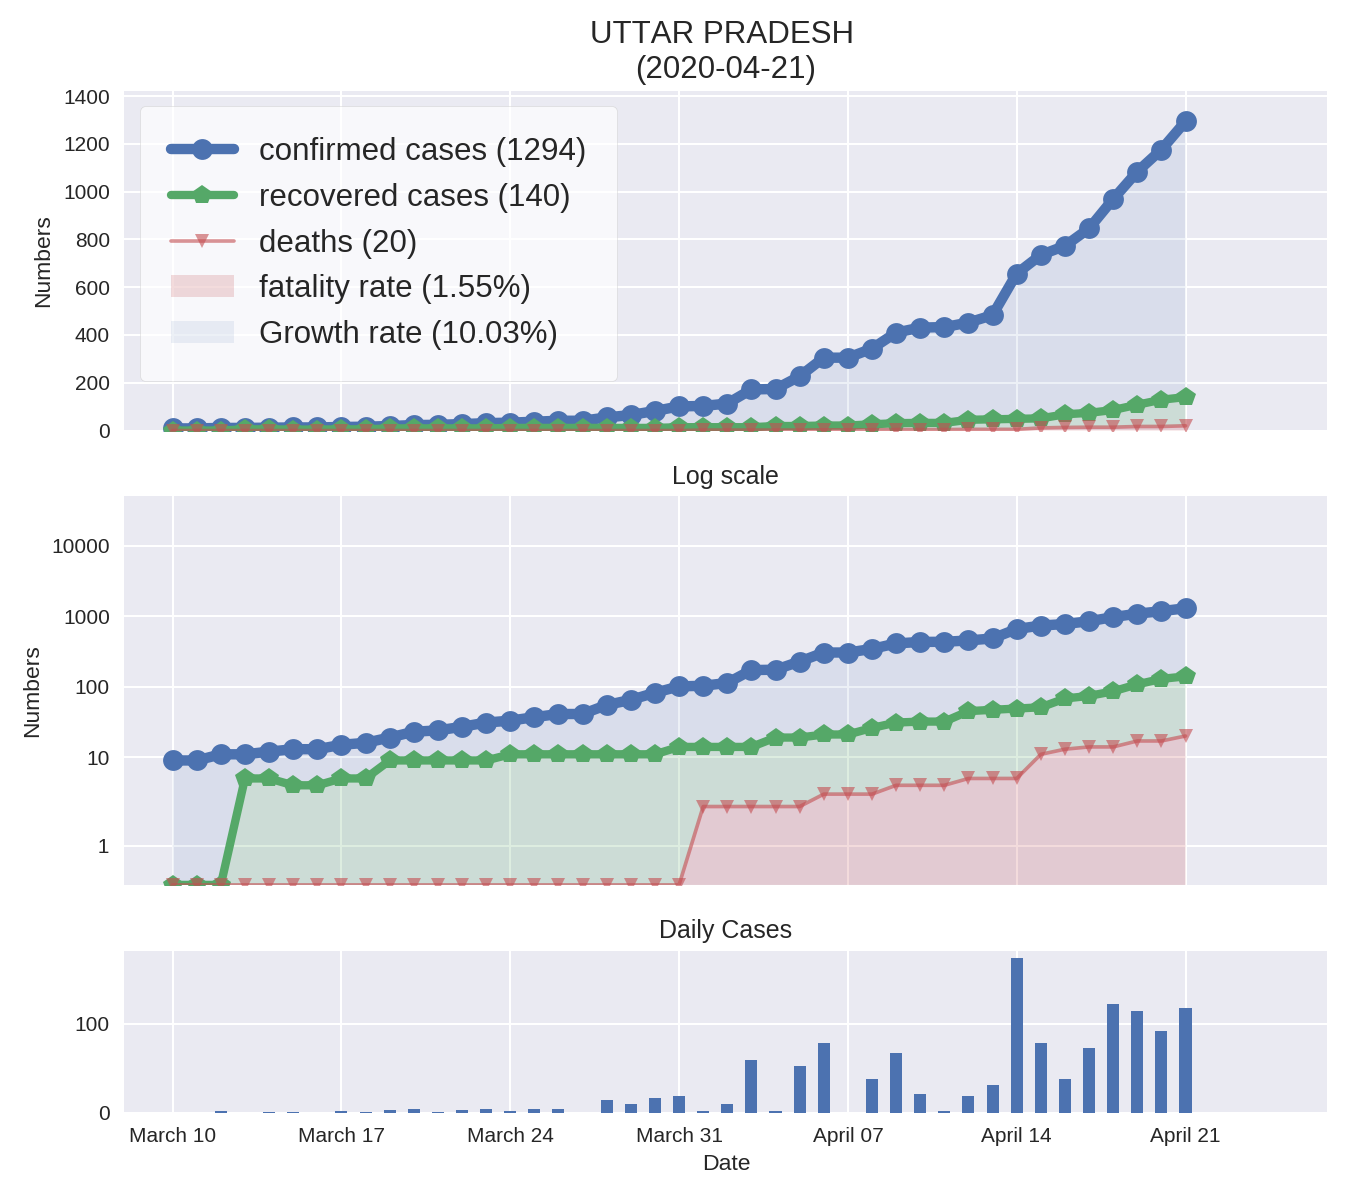 UTTAR PRADESH
(2020-04-21)
1400
1200
1000
800
600
400
200
0
Numbers
confirmed cases (1294)
recovered cases (140)
deaths (20)
fatality rate (1.55%)
Growth rate (10.03%)
Log scale
10000
1000
100
10
1
Numbers
Daily Cases
100
0
March 10 March 17 March 24 March 31 April 07 April 14 April 21
Date